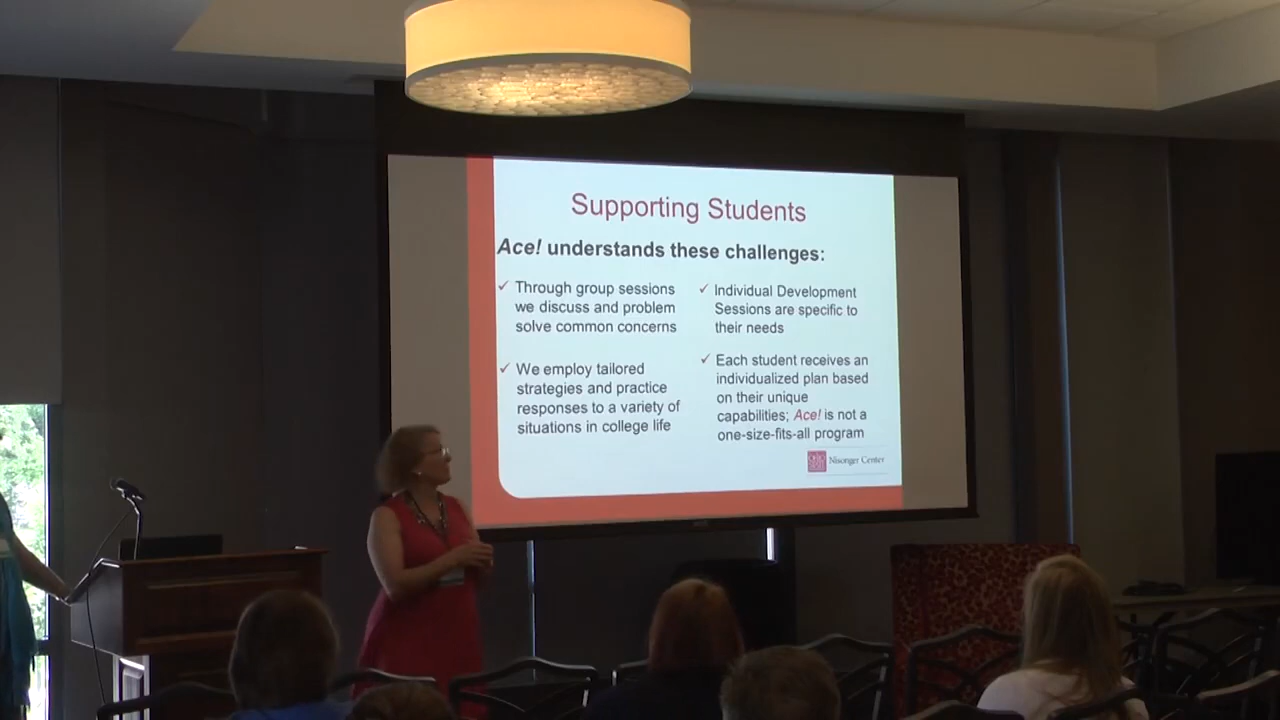 Supporting Students
Ace! understands these challenges:
✓ Through group sessions
we discuss and problem
solve common concerns
✓ We employ tailored
strategies and practice
responses to a variety of
situations in college life
✓ Individual Development
Sessions are specific to
their needs
✓ Each student receives an
individualized plan based
on their unique
capabilities; Ace! is not a
one-size-fits-all program
Nisonger Center